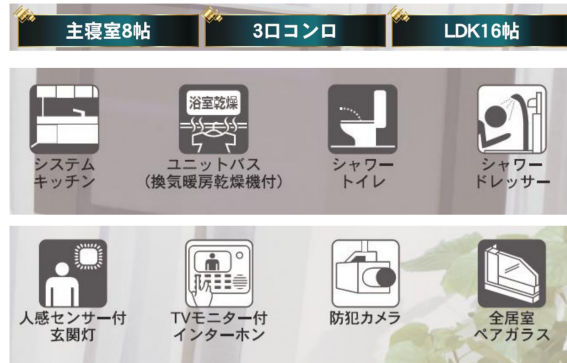 主寝室8帖 3口コンロ LDK16帖
浴室乾燥
システム
キッチン
ユニットバス
(換気暖房乾燥機付)
シャワー
トイレ
シャワー
ドレッサー
人感センサー付
玄関灯
TVモニター付
インターホン
防犯カメラ
全居室
ペアガラス